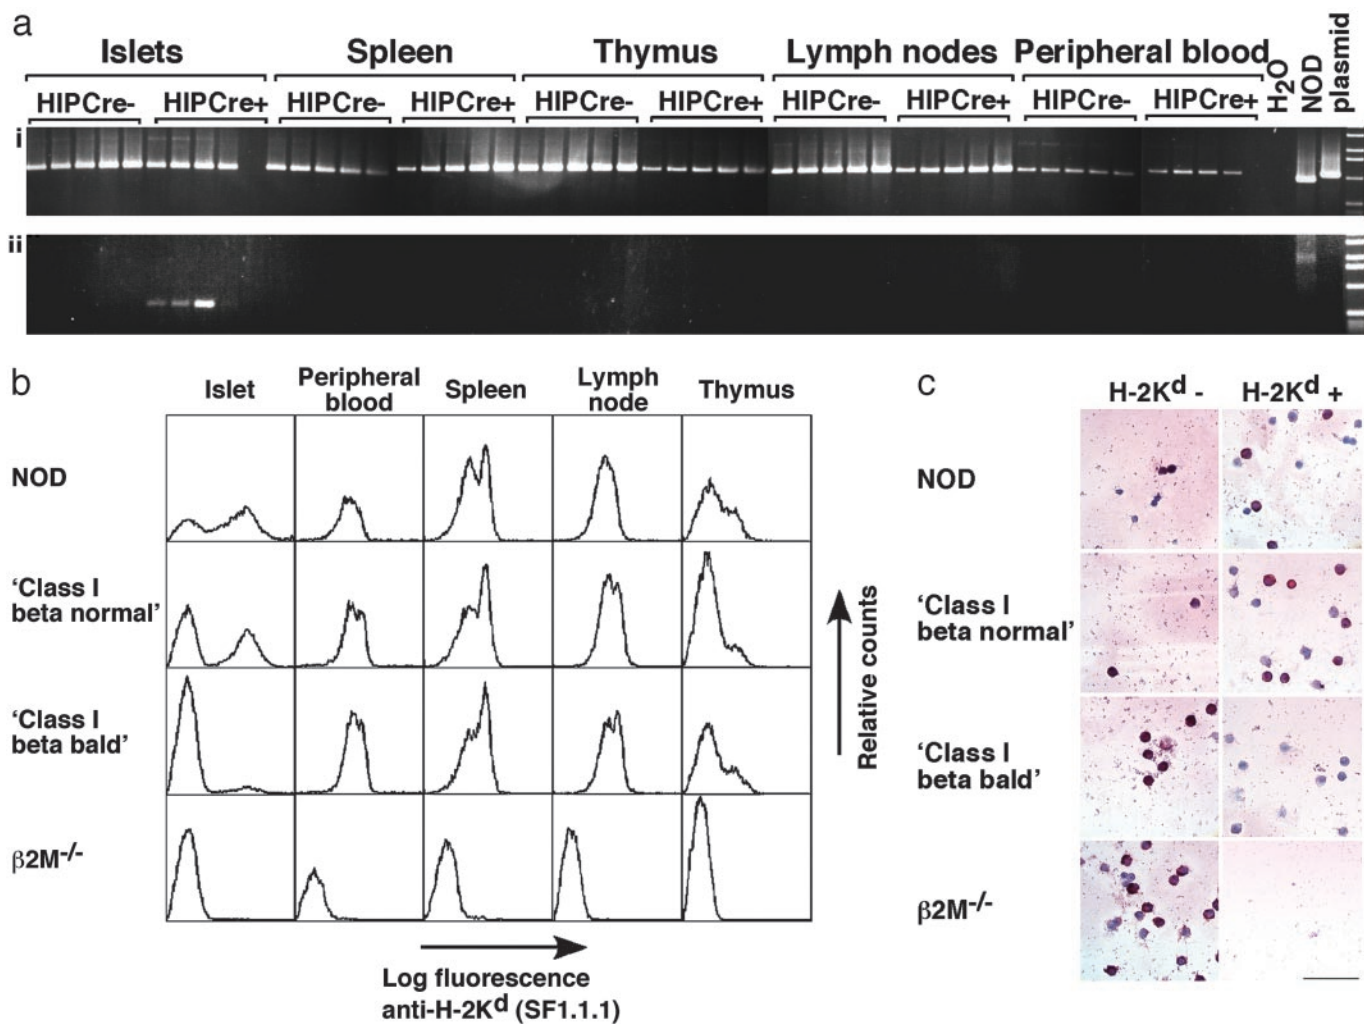 a
Islets Spleen Thymus Lymph nodes Peripheral blood H₂O NOD plasmid
HIPCre- HIPCre+ HIPCre- HIPCre+ HIPCre- HIPCre+ HIPCre- HIPCre+ HIPCre- HIPCre+
i
ii
b
Islet Peripheral blood Spleen Lymph node Thymus
NOD
'Class I
beta normal'
'Class I
beta bald'
β2M-/-
Relative counts
Log fluorescence
anti-H-2Kd (SF1.1.1)
c
H-2Kd - H-2Kd +
NOD
'Class I
beta normal'
'Class I
beta bald'
β2M-/-